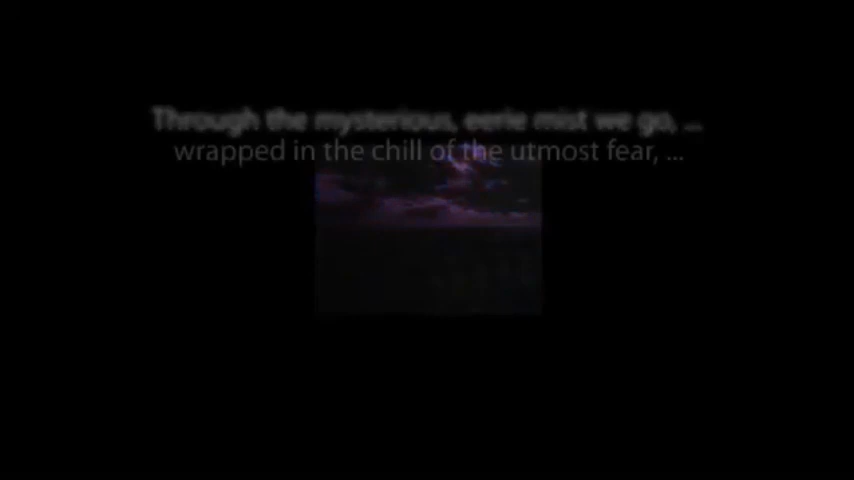 Through the mysterious, eerie mist we go, ...
wrapped in the chill of the utmost fear, ...